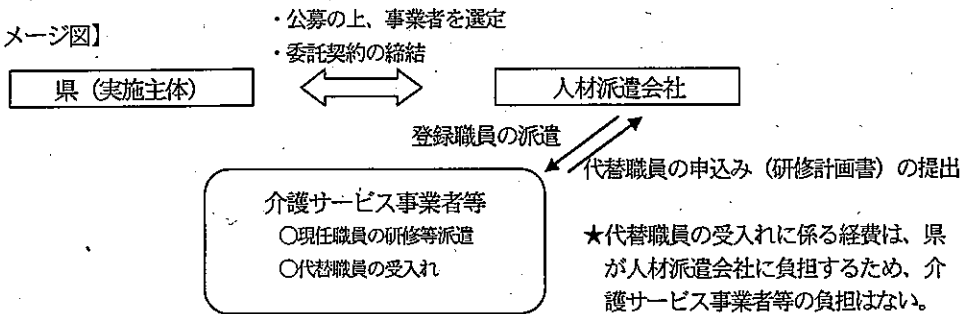 ・公募の上、事業者を選定
メージ図】
・委託契約の締結
県（実施主体）
人材派遣会社
登録職員の派遣
代替職員の申込み（研修計画書）の提出
介護サービス事業者等
○現任職員の研修等派遣
○代替職員の受入れ
★代替職員の受入れに係る経費は、県
が人材派遣会社に負担するため、介
護サービス事業者等の負担はない。